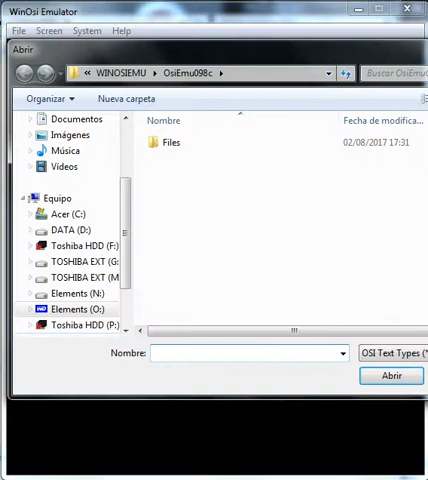 WinOsi Emulator
File Screen System Help
Abrir
« WINOSIEMU OsiEmu098c Buscar OsiEmu0
Organizar Nueva carpeta
Nombre Fecha de modifica...
Documentos
Imágenes
Música
Vídeos
Files 02/08/2017 17:31
Equipo
Acer (C:)
DATA (D:)
Toshiba HDD (F:)
TOSHIBA EXT (G:
TOSHIBA EXT (M
Elements (N:)
Elements (O:)
Toshiba HDD (P:)
Nombre: OSI Text Types (*
Abrir